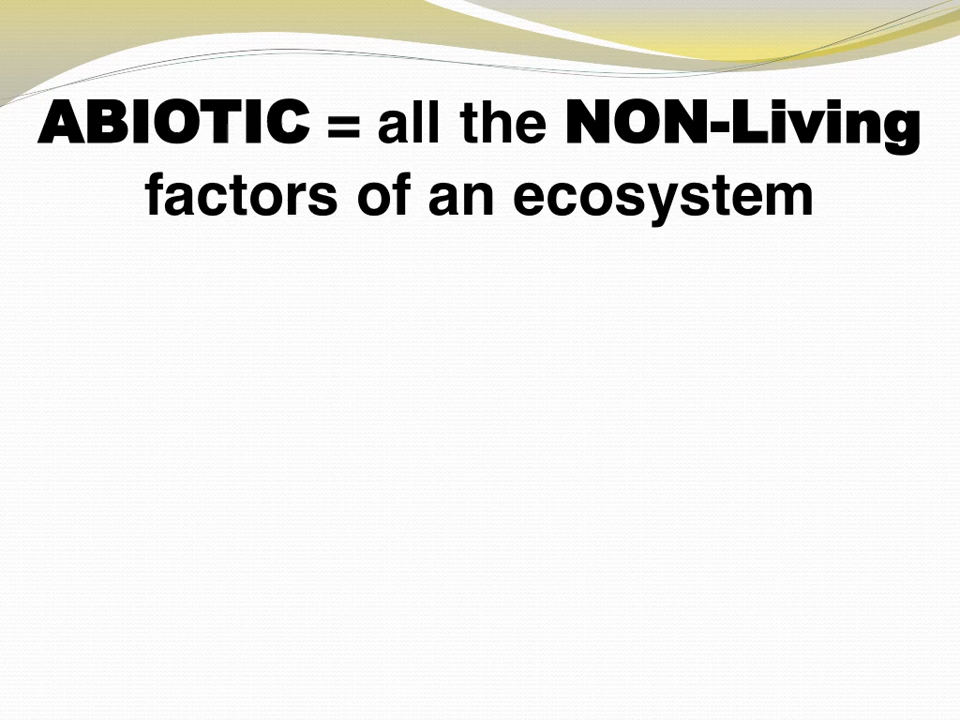 ABIOTIC = all the NON-Living
factors of an ecosystem